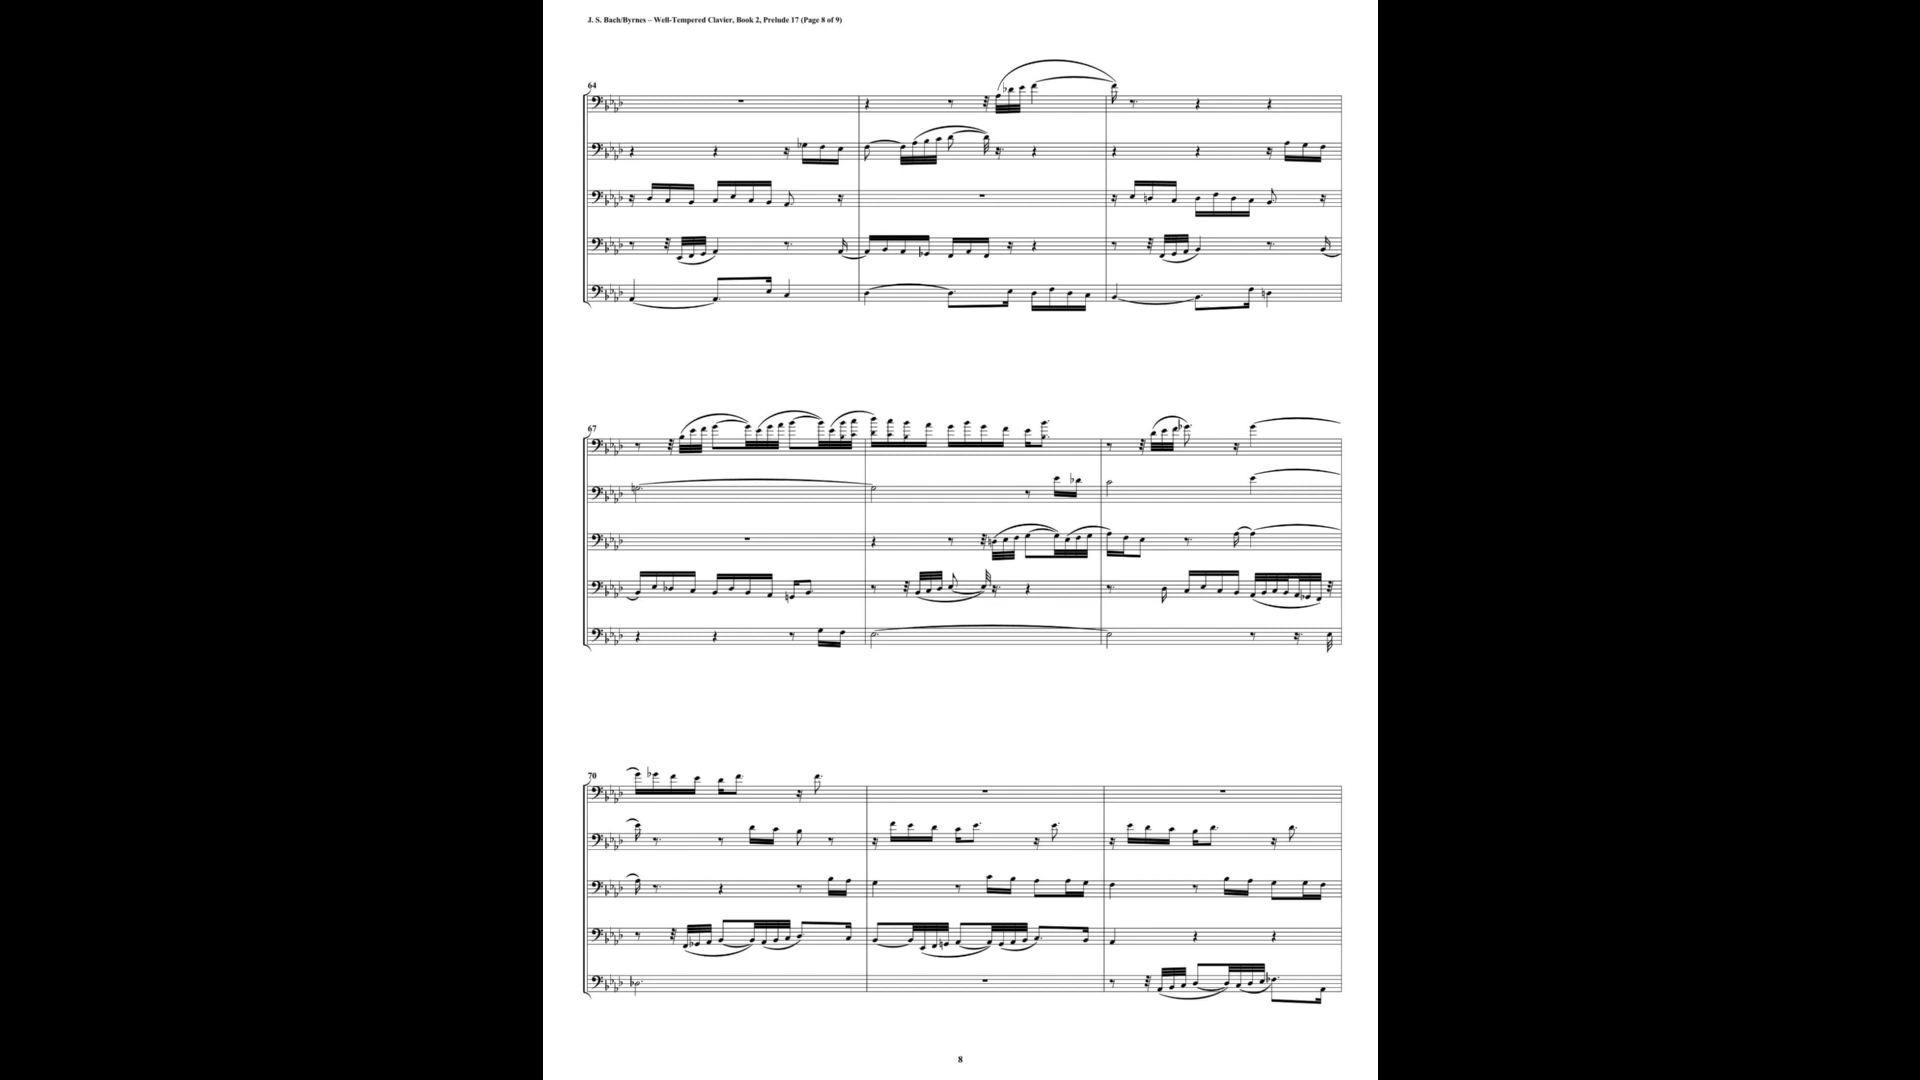 J. S. Bach/Byrnes – Well-Tempered Clavier, Book 2, Prelude 17 (Page 8 of 9)
64
67
70
8